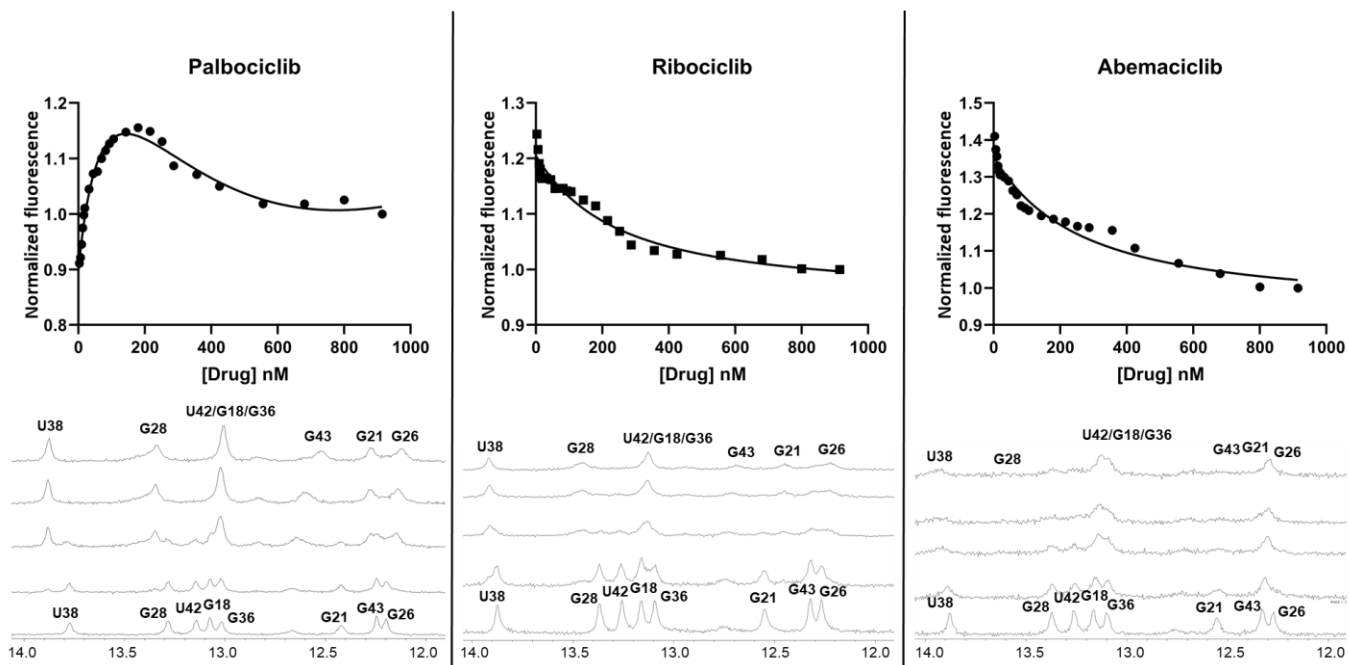 Palbociclib
Normalized fluorescence
1.2
1.1
1.0
0.9
0.8
0 200 400 600 800 1000
[Drug] nM
U42/G18/G36
U38 G28 G43 G21 G26
U38 G28 U42 G18 G36 G21 G43 G26
14.0 13.5 13.0 12.5 12.0
Ribociclib
Normalized fluorescence
1.3
1.2
1.1
1.0
0.9
0 200 400 600 800 1000
[Drug] nM
U42/G18/G36
U38 G28 G43 G21 G26
U38 G28 U42 G18 G36 G21 G43 G26
14.0 13.5 13.0 12.5 12.0
Abemaciclib
Normalized fluorescence
1.5
1.4
1.3
1.2
1.1
1.0
0.9
0 200 400 600 800 1000
[Drug] nM
U42/G18/G36
U38 G28 G43 G21 G26
U38 G28 U42 G18 G36 G21 G43 G26
14.0 13.5 13.0 12.5 12.0